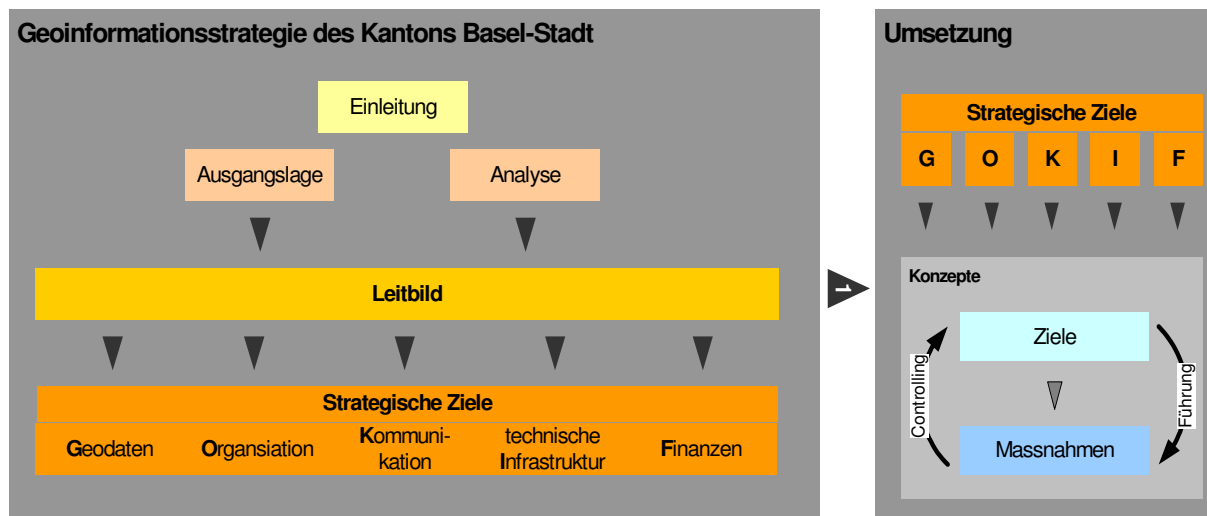 Geoinformationsstrategie des Kantons Basel-Stadt
Einleitung
Ausgangslage
Analyse
Leitbild
Strategische Ziele
Geodaten
Organsiation
Kommuni-
kation
technische
Infrastruktur
Finanzen
1
Umsetzung
Strategische Ziele
G O K I F
Konzepte
Ziele
Controlling
Führung
Massnahmen